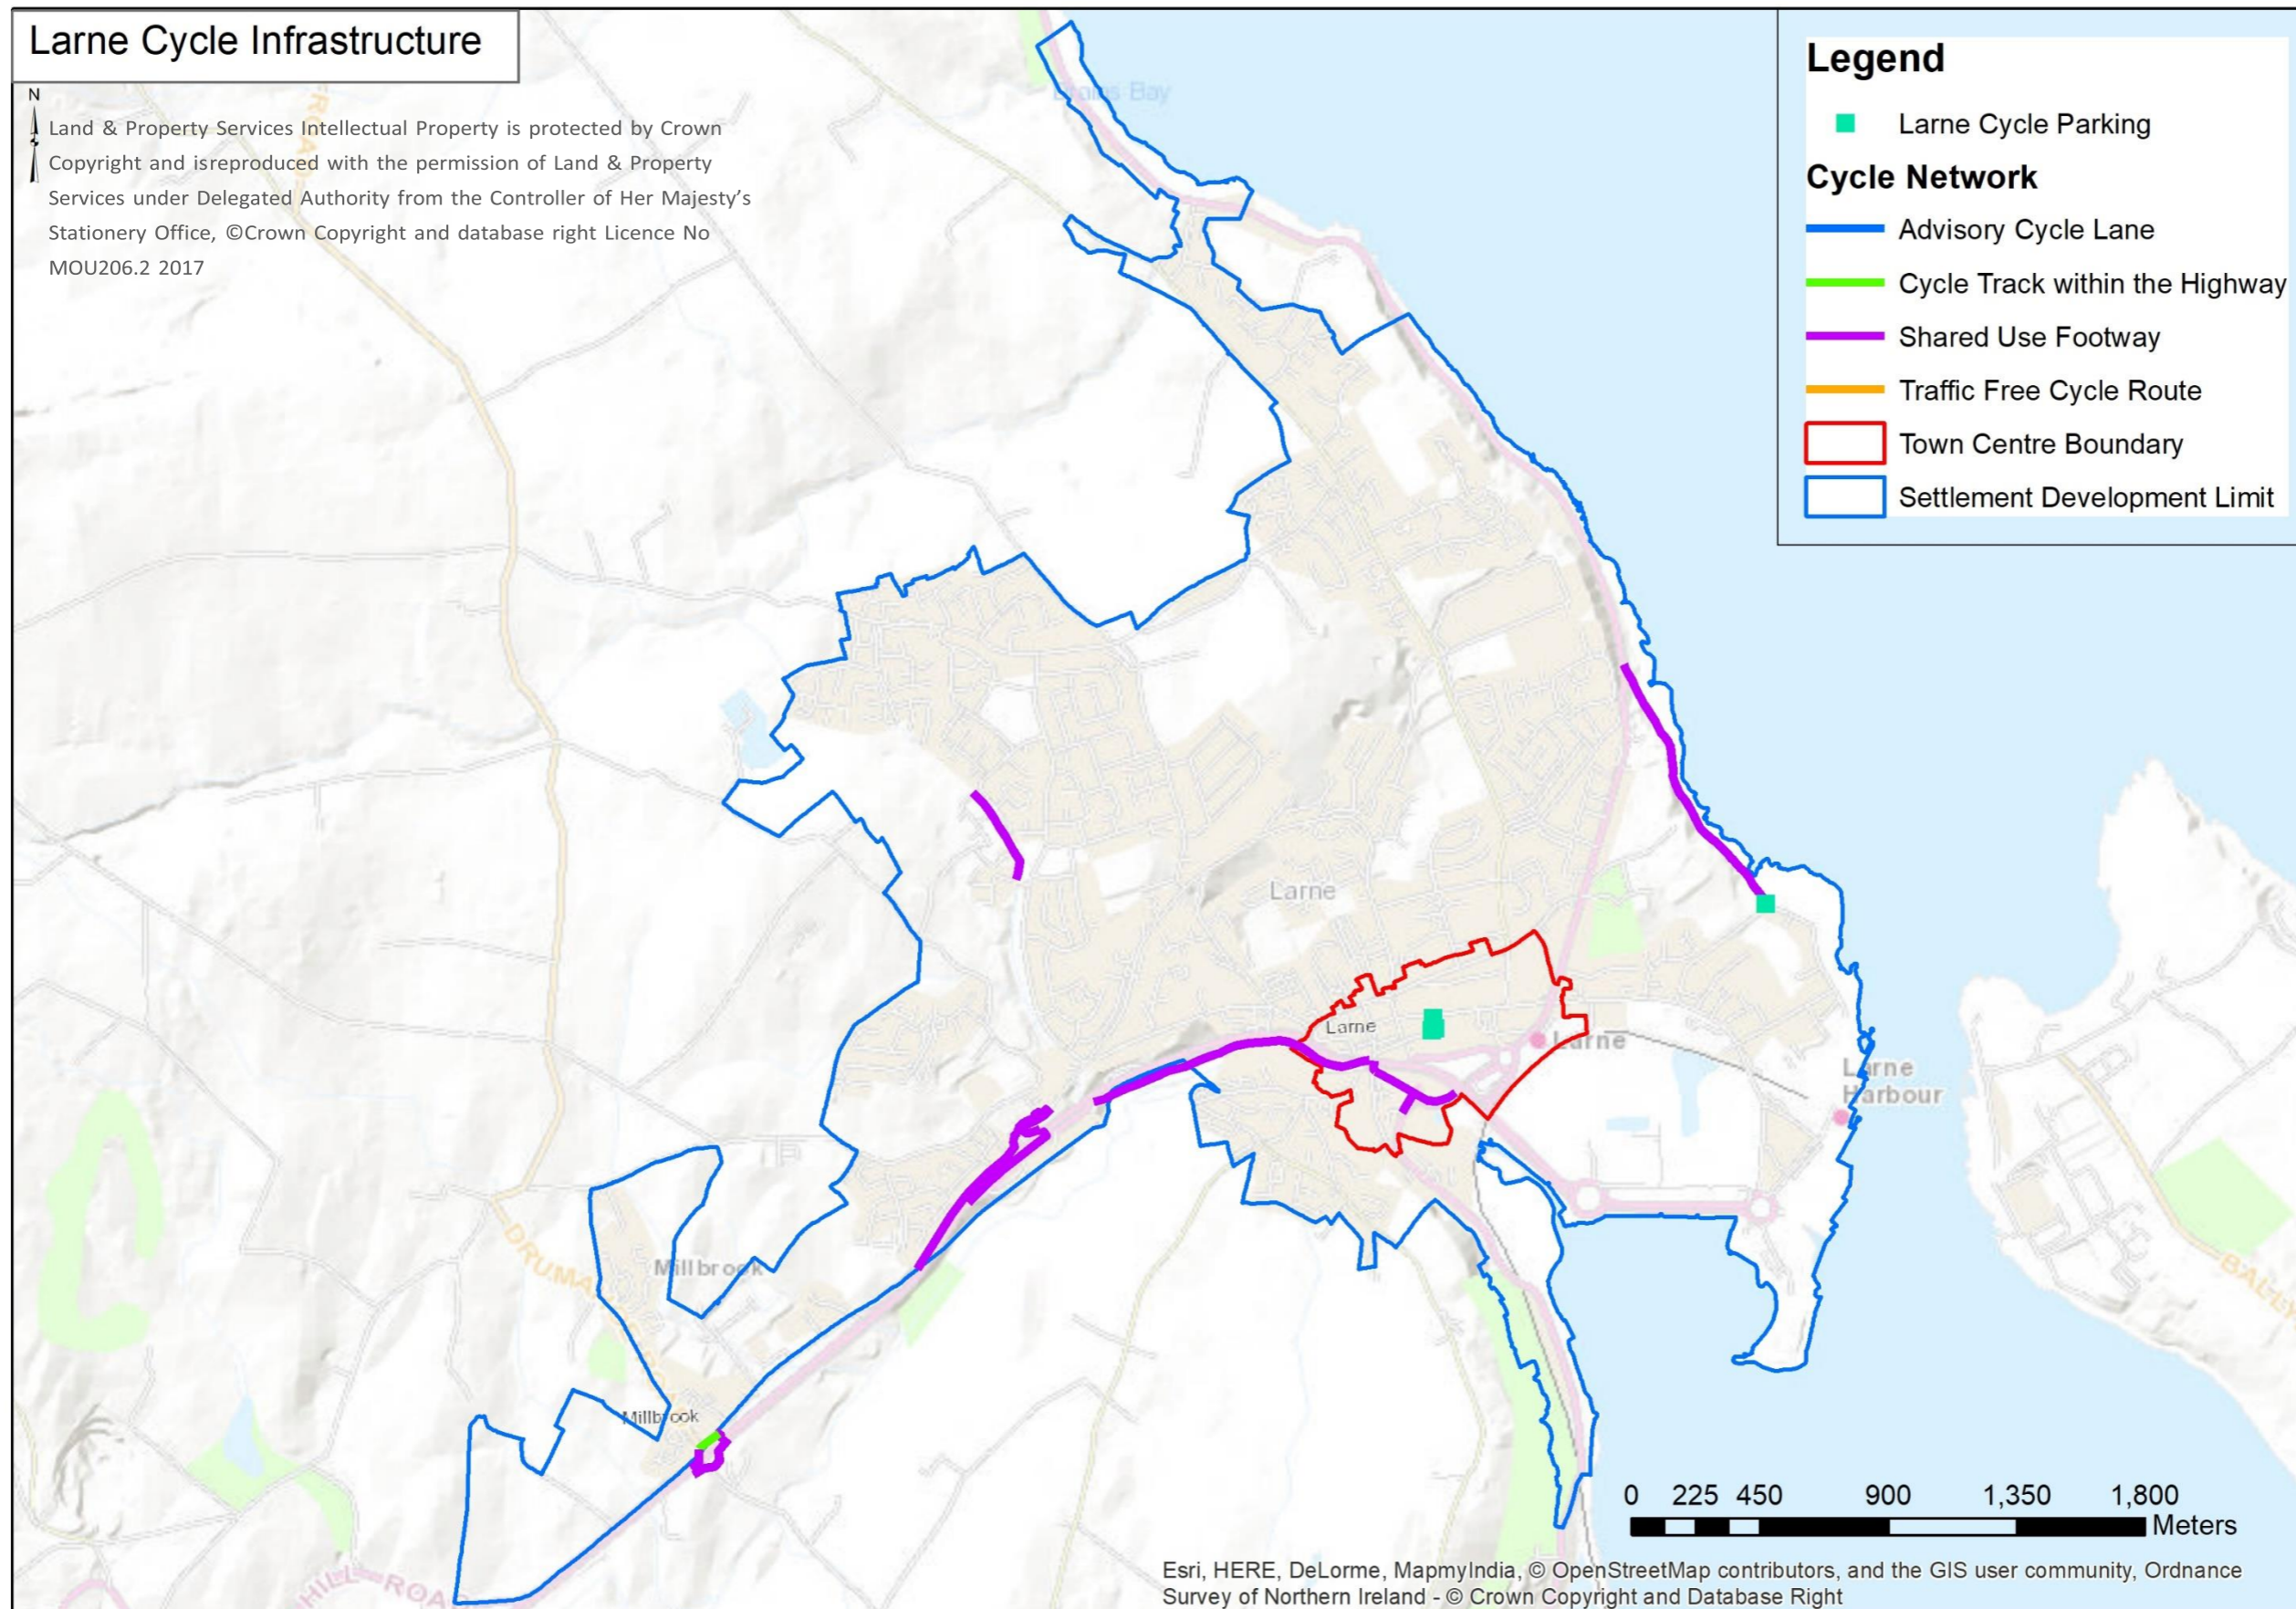 Larne Cycle Infrastructure
N
Land & Property Services Intellectual Property is protected by Crown
Copyright and isreproduced with the permission of Land & Property
Services under Delegated Authority from the Controller of Her Majesty’s
Stationery Office, ©Crown Copyright and database right Licence No
MOU206.2 2017
ROAD
Drains Bay
Legend
Larne Cycle Parking
Cycle Network
Advisory Cycle Lane
Cycle Track within the Highway
Shared Use Footway
Traffic Free Cycle Route
Town Centre Boundary
Settlement Development Limit
Larne
Larne
Larne
Larne
Harbour
Millbrook
Millbrook
HILL ROAD
0 225 450 900 1,350 1,800
Meters
Esri, HERE, DeLorme, MapmyIndia, © OpenStreetMap contributors, and the GIS user community, Ordnance
Survey of Northern Ireland - © Crown Copyright and Database Right